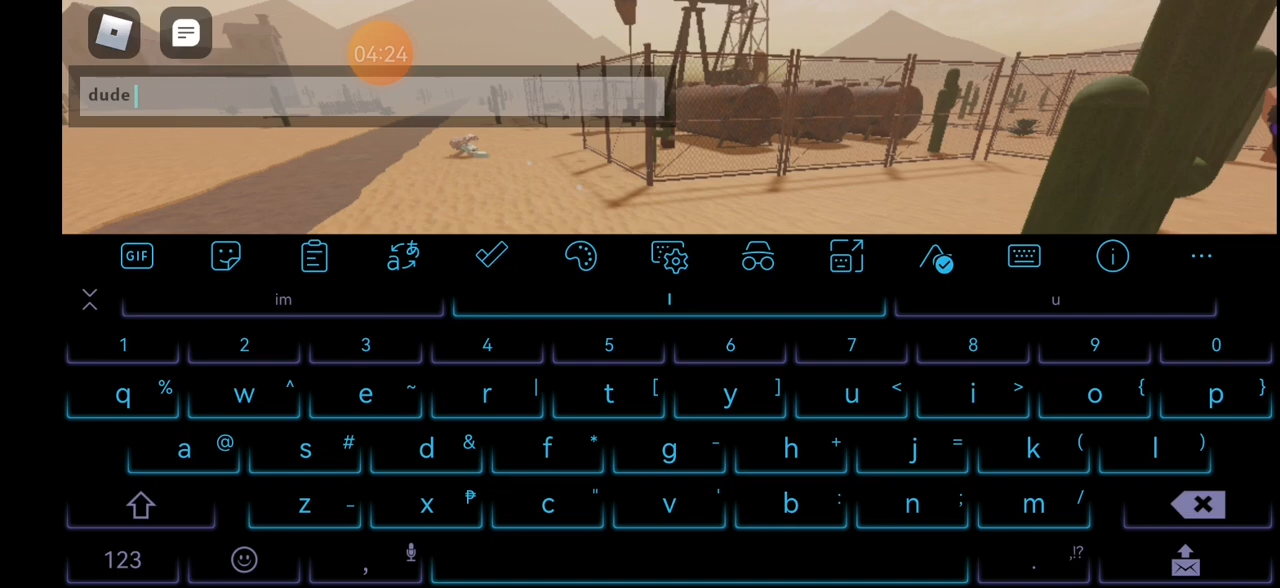 04:24
dude
GIF
im I u
1 2 3 4 5 6 7 8 9 0
q % w ^ e ~ r | t [ y ] u < i > o { p }
a @ s # d & f * g - h + j = k ( l )
z _ x ₱ c " v ' b : n ; m /
123 , . ,!?